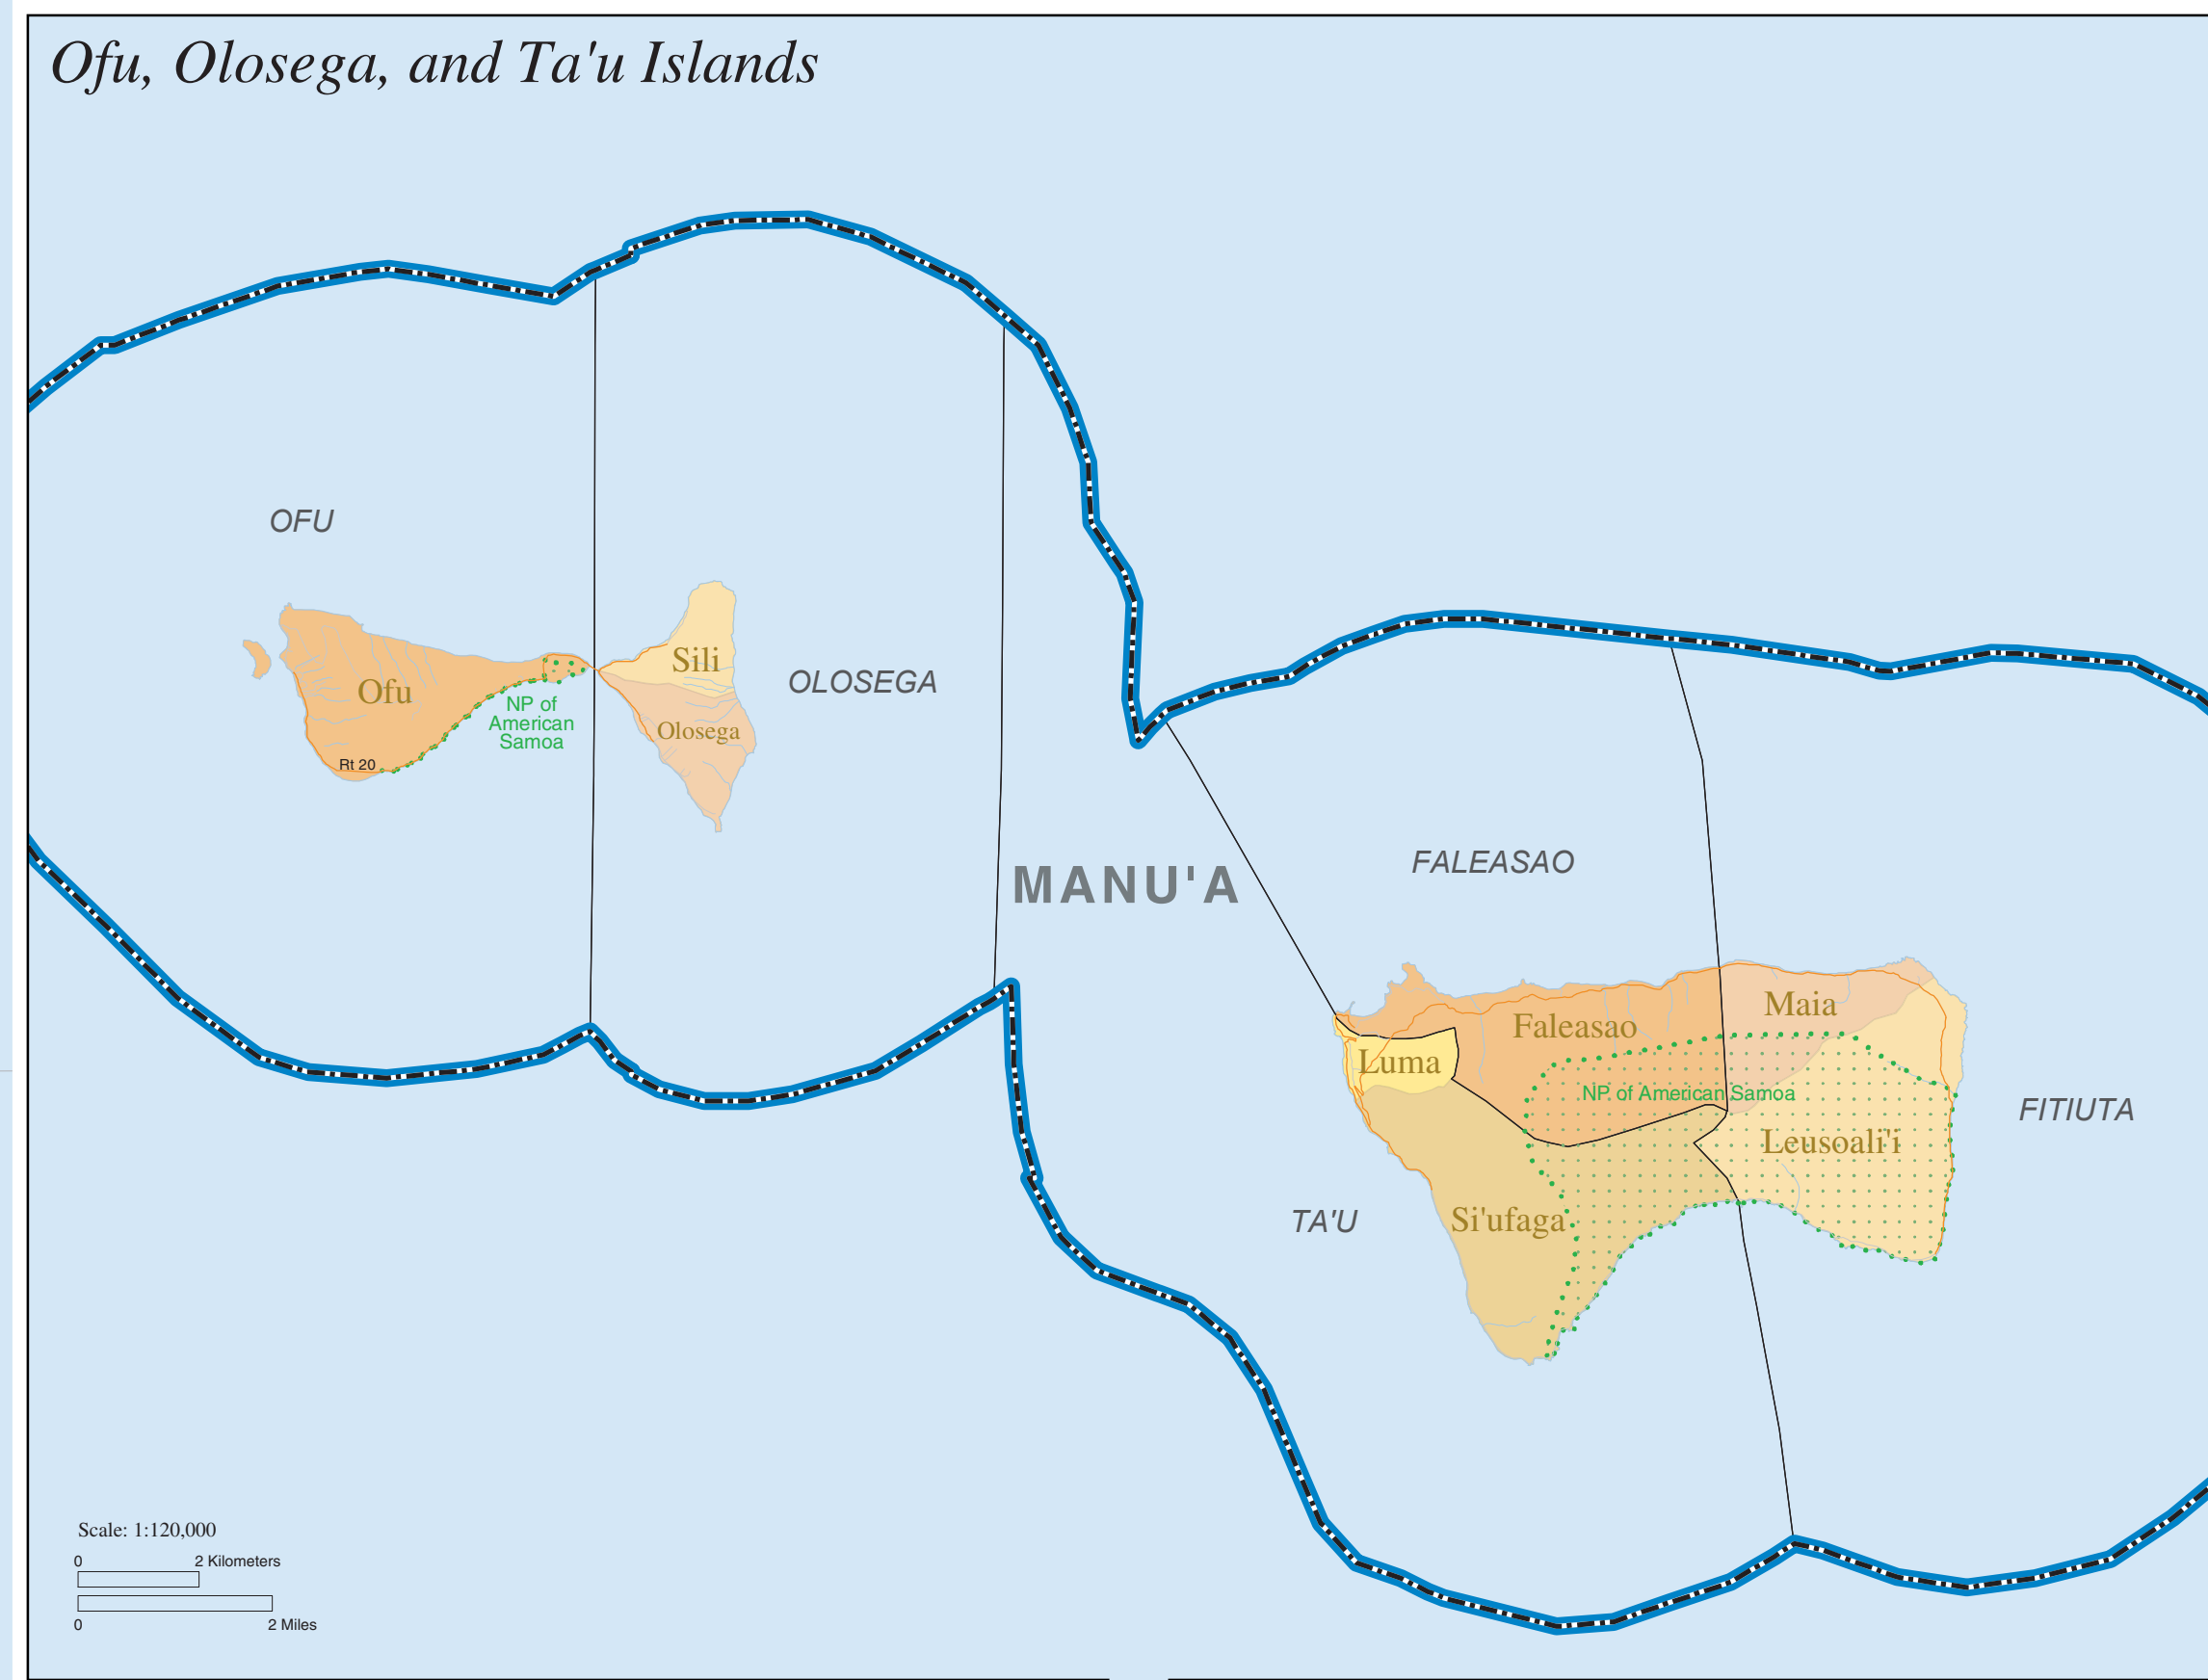 Ofu, Olosega, and Ta'u Islands
OFU
Sili
OLOSEGA
Ofu
NP of
American
Samoa
Olosega
Rt 20
MANU'A
FALEASAO
Maia
Faleasao
Luma
NP of American Samoa
FITIUTA
Leusoali'i
TA'U
Si'ufaga
Scale: 1:120,000
0 2 Kilometers
0 2 Miles